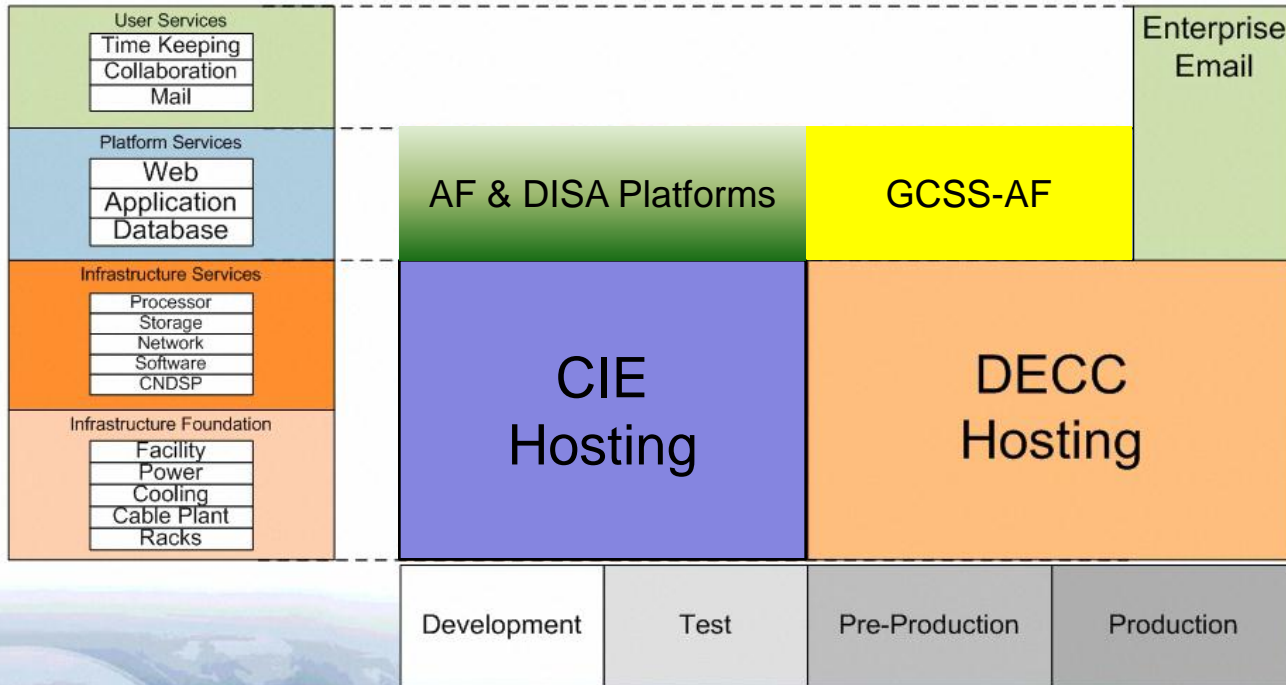 User Services
Time Keeping
Collaboration
Mail
Platform Services
Web
Application
Database
Infrastructure Services
Processor
Storage
Network
Software
CNDSP
Infrastructure Foundation
Facility
Power
Cooling
Cable Plant
Racks
Enterprise
Email
AF & DISA Platforms
GCSS-AF
CIE
Hosting
DECC
Hosting
Development
Test
Pre-Production
Production